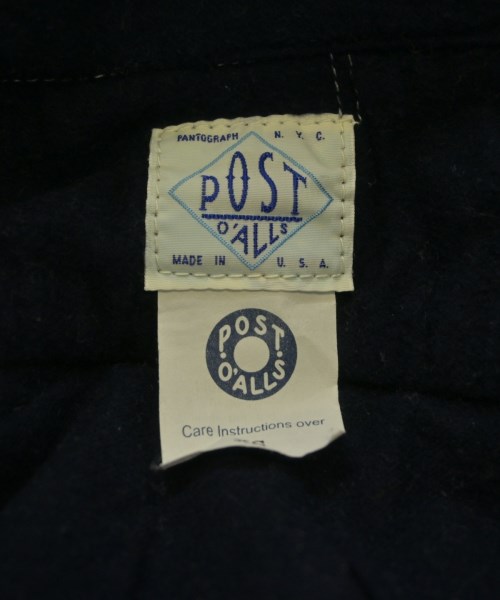 PANTOGRAPH N. Y. C.
POST
O'ALLS
MADE IN U. S. A.
POST
O'ALLS
Care Instructions over